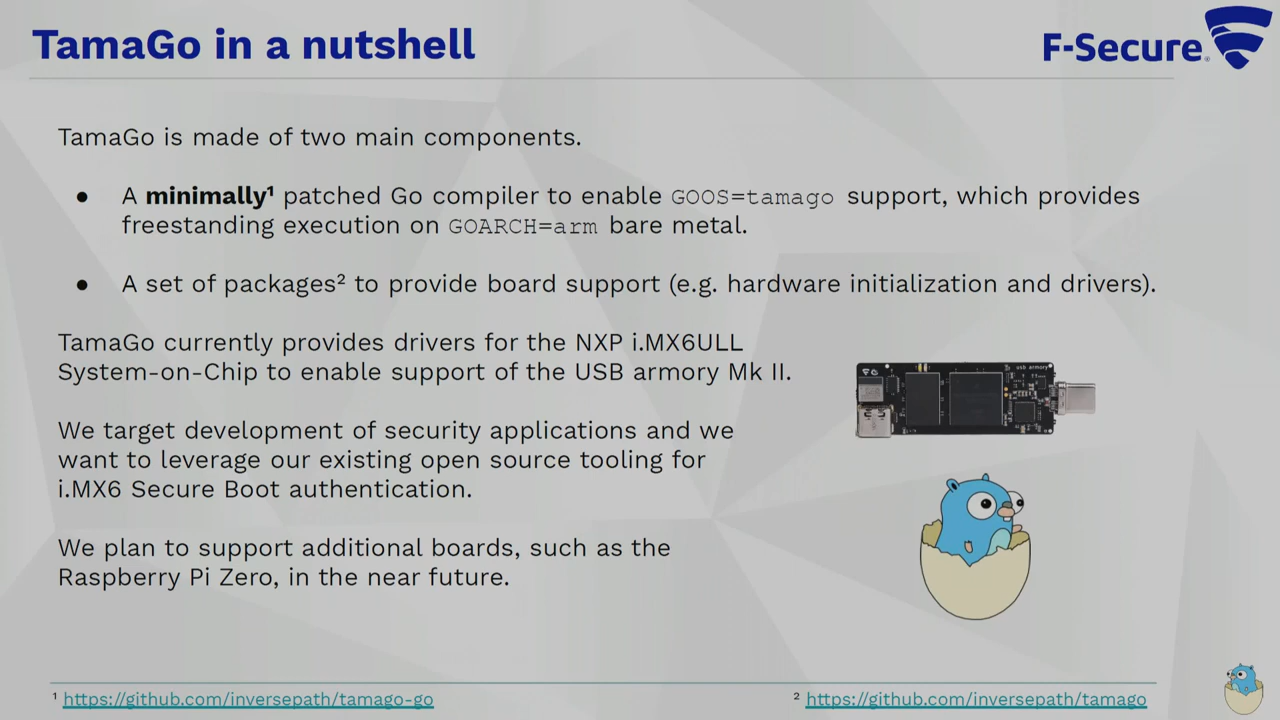 TamaGo in a nutshell
F-Secure®
TamaGo is made of two main components.
● A minimally¹ patched Go compiler to enable GOOS=tamago support, which provides
freestanding execution on GOARCH=arm bare metal.
● A set of packages² to provide board support (e.g. hardware initialization and drivers).
TamaGo currently provides drivers for the NXP i.MX6ULL
System-on-Chip to enable support of the USB armory Mk II.
usb armory
We target development of security applications and we
want to leverage our existing open source tooling for
i.MX6 Secure Boot authentication.
We plan to support additional boards, such as the
Raspberry Pi Zero, in the near future.
¹ https://github.com/inversepath/tamago-go
² https://github.com/inversepath/tamago